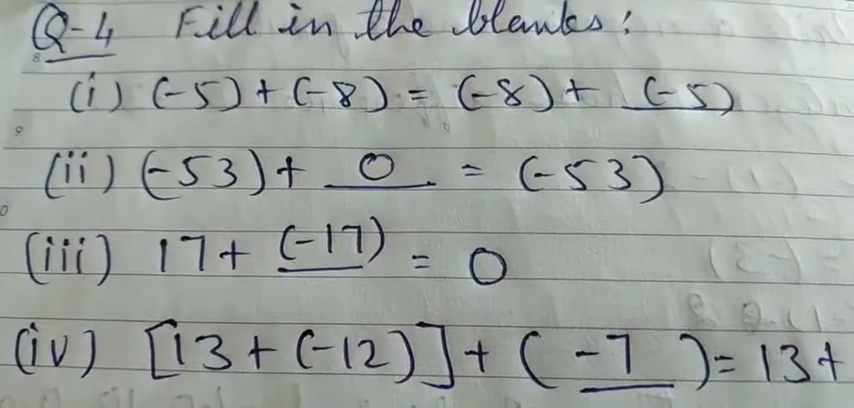 Q-4 Fill in the blanks:
(i) (-5) + (-8) = (-8) + (-5)
(ii) (-53) + 0 = (-53)
(iii) 17 + (-17) = 0
(iv) [13 + (-12)] + ( -7 ) = 13 +